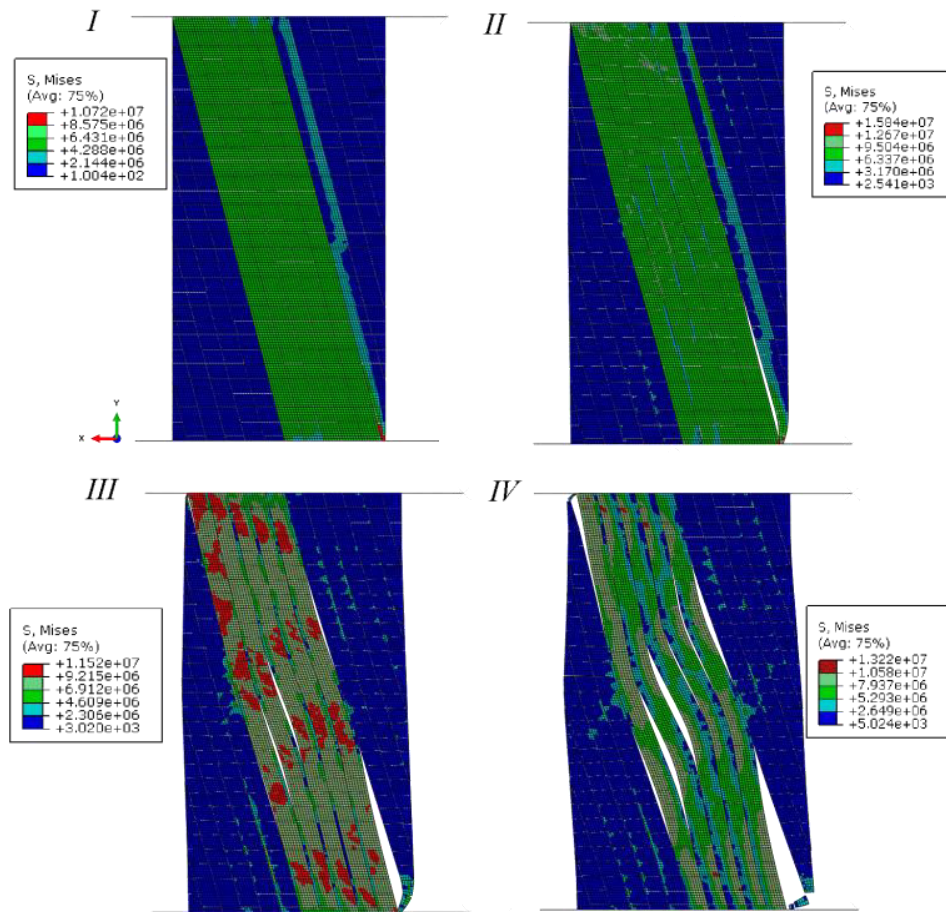 I
S, Mises
(Avg: 75%)
+1.072e+07
+8.575e+06
+6.431e+06
+4.288e+06
+2.144e+06
+1.004e+02
Y
X
II
S, Mises
(Avg: 75%)
+1.584e+07
+1.267e+07
+9.504e+06
+6.337e+06
+3.170e+06
+2.541e+03
III
S, Mises
(Avg: 75%)
+1.152e+07
+9.215e+06
+6.912e+06
+4.609e+06
+2.306e+06
+3.020e+03
IV
S, Mises
(Avg: 75%)
+1.322e+07
+1.058e+07
+7.937e+06
+5.293e+06
+2.649e+06
+5.024e+03